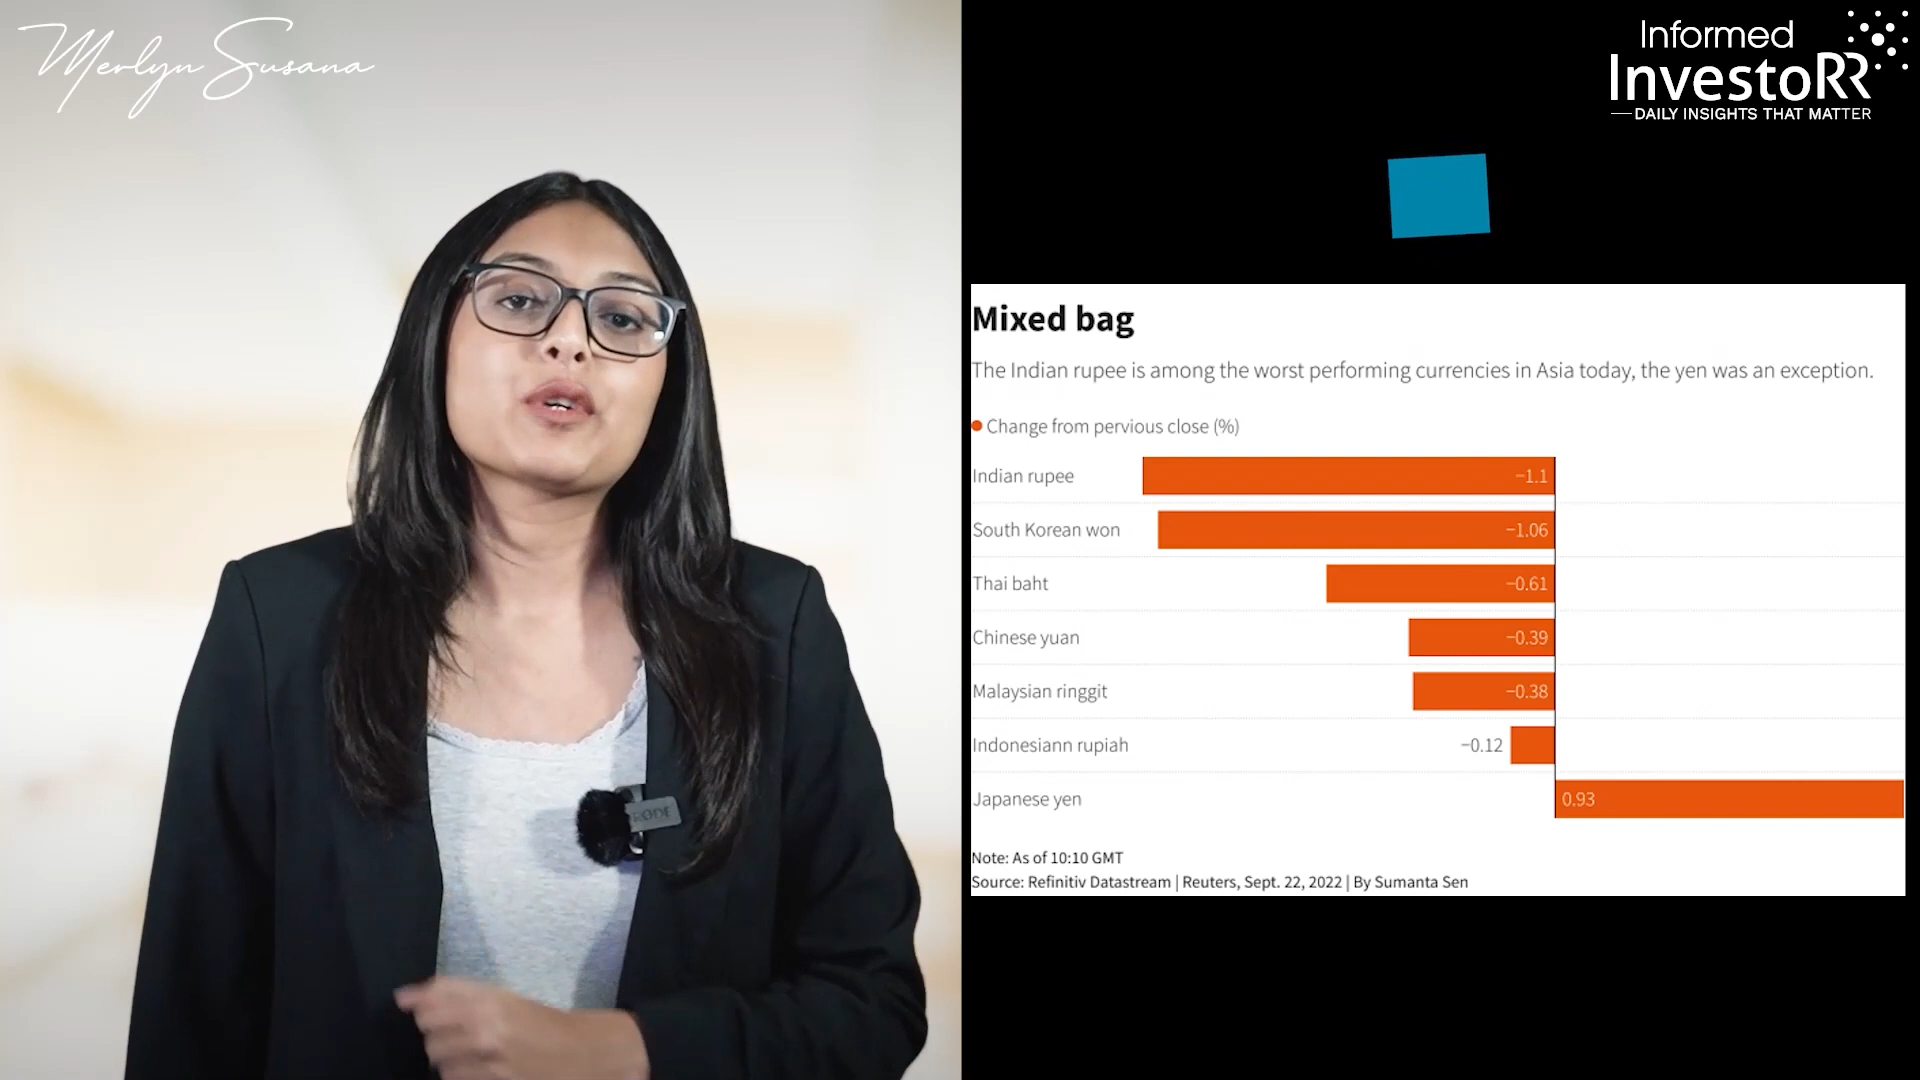 Merlyn Susana
Informed
InvestoRR
DAILY INSIGHTS THAT MATTER
Mixed bag
The Indian rupee is among the worst performing currencies in Asia today, the yen was an exception.
Change from pervious close (%)
Indian rupee −1.1
South Korean won −1.06
Thai baht −0.61
Chinese yuan −0.39
Malaysian ringgit −0.38
Indonesiann rupiah −0.12
Japanese yen 0.93
Note: As of 10:10 GMT
Source: Refinitiv Datastream | Reuters, Sept. 22, 2022 | By Sumanta Sen
RØDE